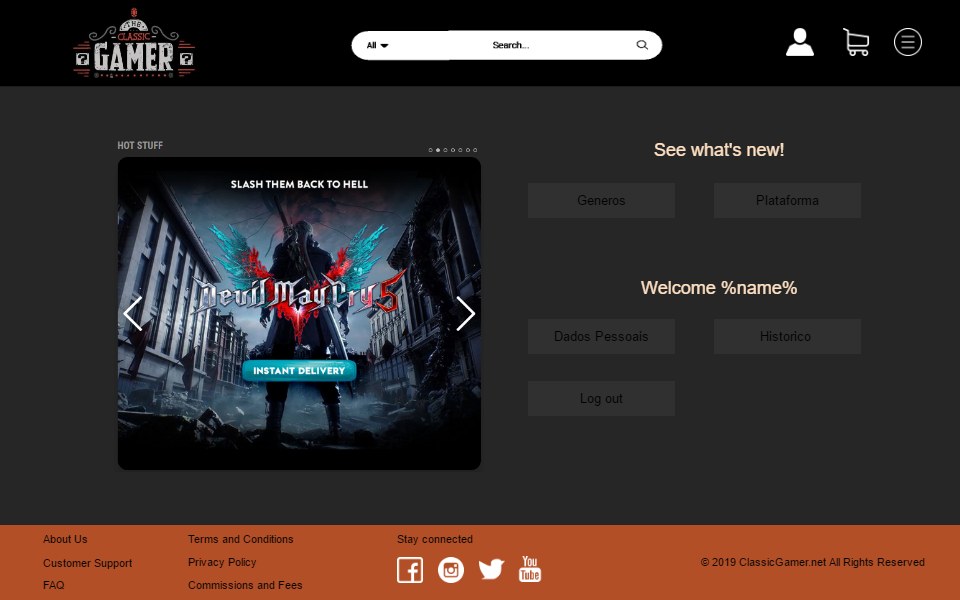 THE
CLASSIC
GAMER
All
Search...
HOT STUFF
SLASH THEM BACK TO HELL
Devil May Cry 5
INSTANT DELIVERY
See what's new!
Generos
Plataforma
Welcome %name%
Dados Pessoais
Historico
Log out
About Us
Customer Support
FAQ
Terms and Conditions
Privacy Policy
Commissions and Fees
Stay connected
You
Tube
© 2019 ClassicGamer.net All Rights Reserved